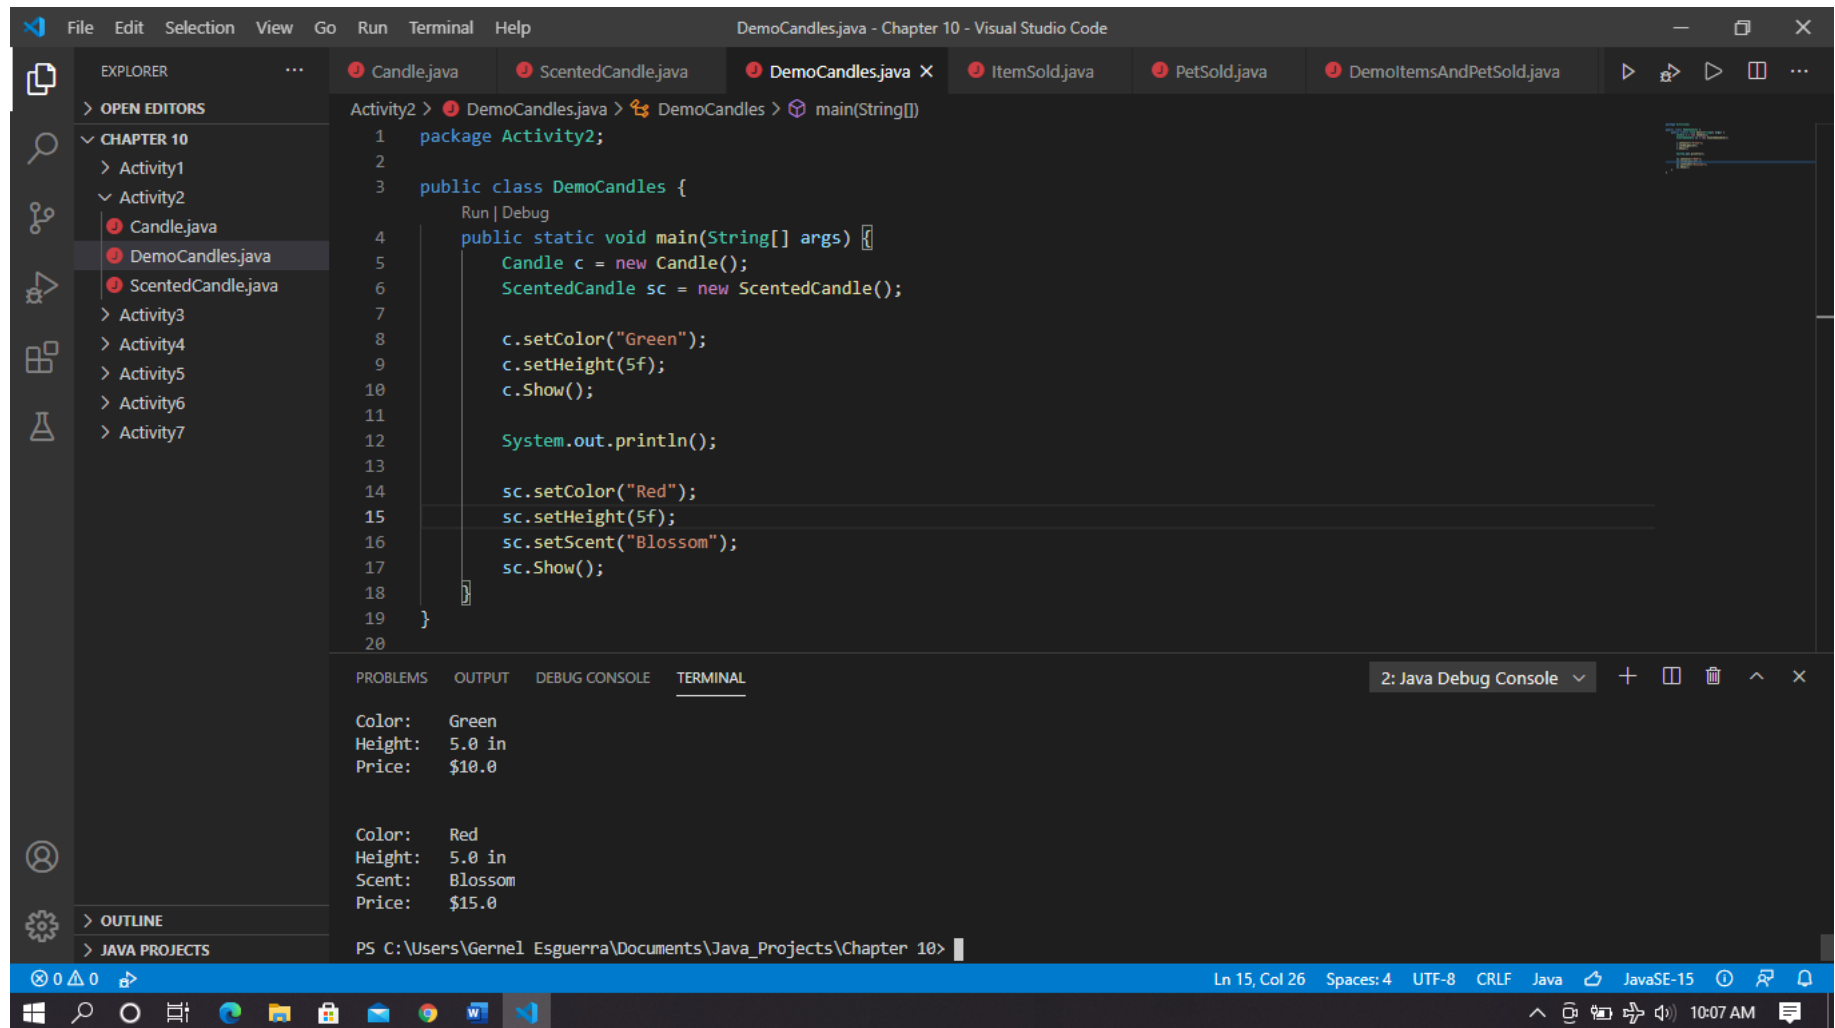 File Edit Selection View Go Run Terminal Help DemoCandles.java - Chapter 10 - Visual Studio Code
EXPLORER ...
Candle.java ScentedCandle.java DemoCandles.java ItemSold.java PetSold.java DemoItemsAndPetSold.java
> OPEN EDITORS
CHAPTER 10
> Activity1
Activity2
Candle.java
DemoCandles.java
ScentedCandle.java
> Activity3
> Activity4
> Activity5
> Activity6
> Activity7
> OUTLINE
> JAVA PROJECTS
Activity2 > DemoCandles.java > DemoCandles > main(String[])
1 package Activity2;
2
3 public class DemoCandles {
Run | Debug
4 public static void main(String[] args) {
5 Candle c = new Candle();
6 ScentedCandle sc = new ScentedCandle();
7
8 c.setColor("Green");
9 c.setHeight(5f);
10 c.Show();
11
12 System.out.println();
13
14 sc.setColor("Red");
15 sc.setHeight(5f);
16 sc.setScent("Blossom");
17 sc.Show();
18 }
19 }
20
PROBLEMS OUTPUT DEBUG CONSOLE TERMINAL 2: Java Debug Console
Color: Green
Height: 5.0 in
Price: $10.0
Color: Red
Height: 5.0 in
Scent: Blossom
Price: $15.0
PS C:\Users\Gernel Esguerra\Documents\Java_Projects\Chapter 10>
0 0 Ln 15, Col 26 Spaces: 4 UTF-8 CRLF Java JavaSE-15
10:07 AM